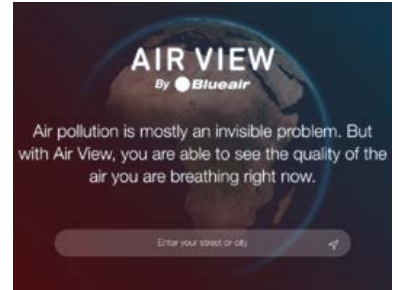 AIR VIEW
By Blueair
Air pollution is mostly an invisible problem. But
with Air View, you are able to see the quality of the
air you are breathing right now.
Enter your street or city